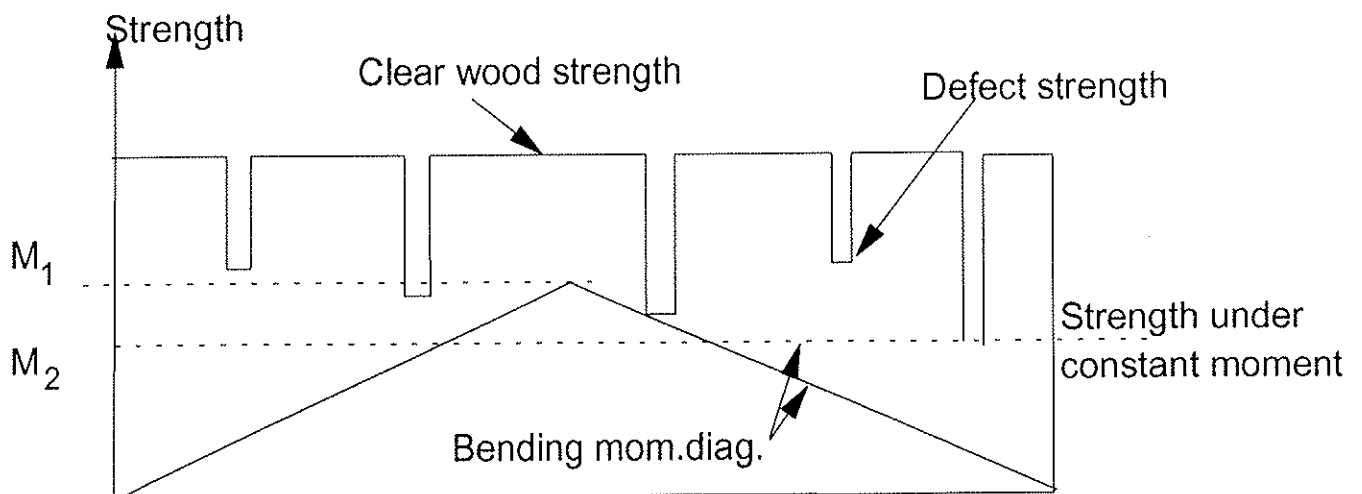 Strength
Clear wood strength
Defect strength
M1
Strength under
constant moment
M2
Bending mom.diag.